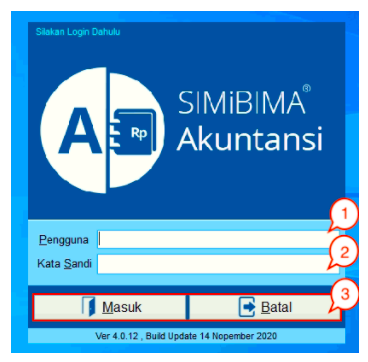 Silakan Login Dahulu
A
Rp
SIMiBIMA®
Akuntansi
1
Pengguna
2
Kata Sandi
3
Masuk
Batal
Ver 4.0.12 , Build Update 14 Nopember 2020